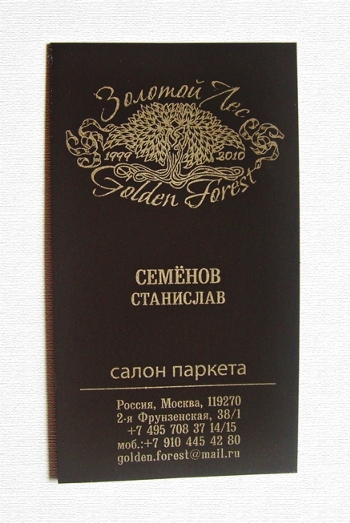 Золотой Лес
1999 2010
Golden Forest
СЕМЁНОВ
СТАНИСЛАВ
салон паркета
Россия, Москва, 119270
2-я Фрунзенская, 38/1
+7 495 708 37 14/15
моб.:+7 910 445 42 80
golden.forest@mail.ru